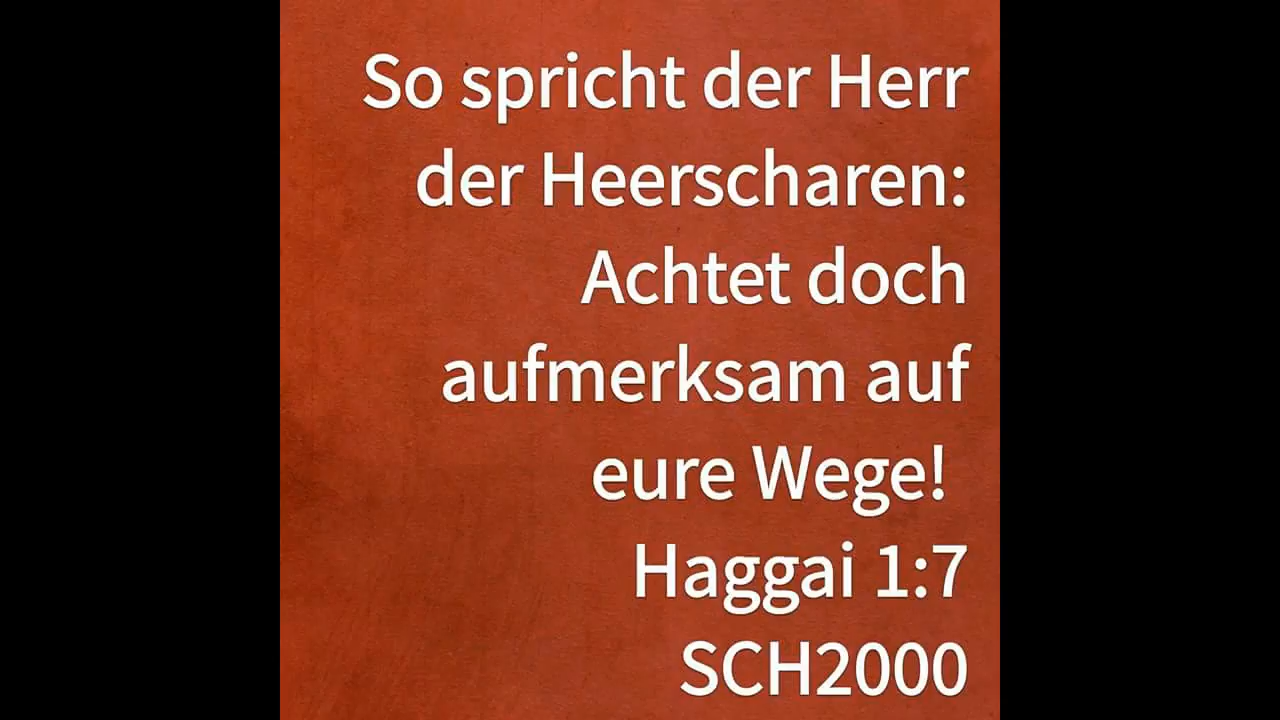 So spricht der Herr
der Heerscharen:
Achtet doch
aufmerksam auf
eure Wege!
Haggai 1:7
SCH2000